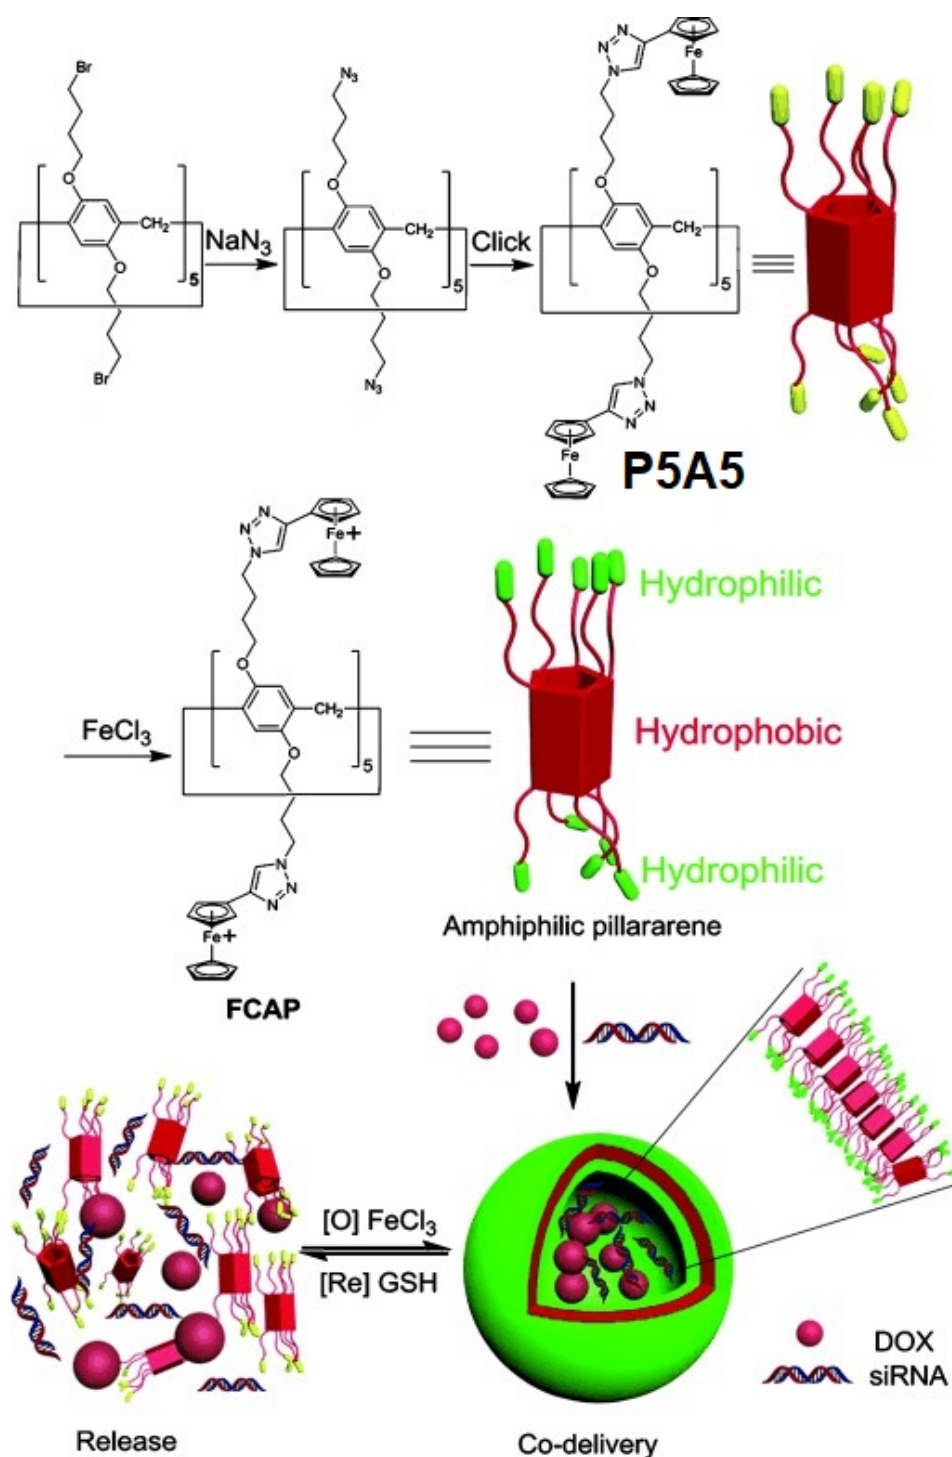 Br
O
CH2
NaN3
5
O
Br
N3
O
CH2
Click
5
O
N3
N
N
N
Fe
O
CH2
5
O
N
N
N
Fe
P5A5
N
N
N
Fe+
O
CH2
FeCl3
5
O
N
N
N
Fe+
FCAP
Hydrophilic
Hydrophobic
Hydrophilic
Amphiphilic pillararene
[O] FeCl3
[Re] GSH
DOX
siRNA
Release
Co-delivery